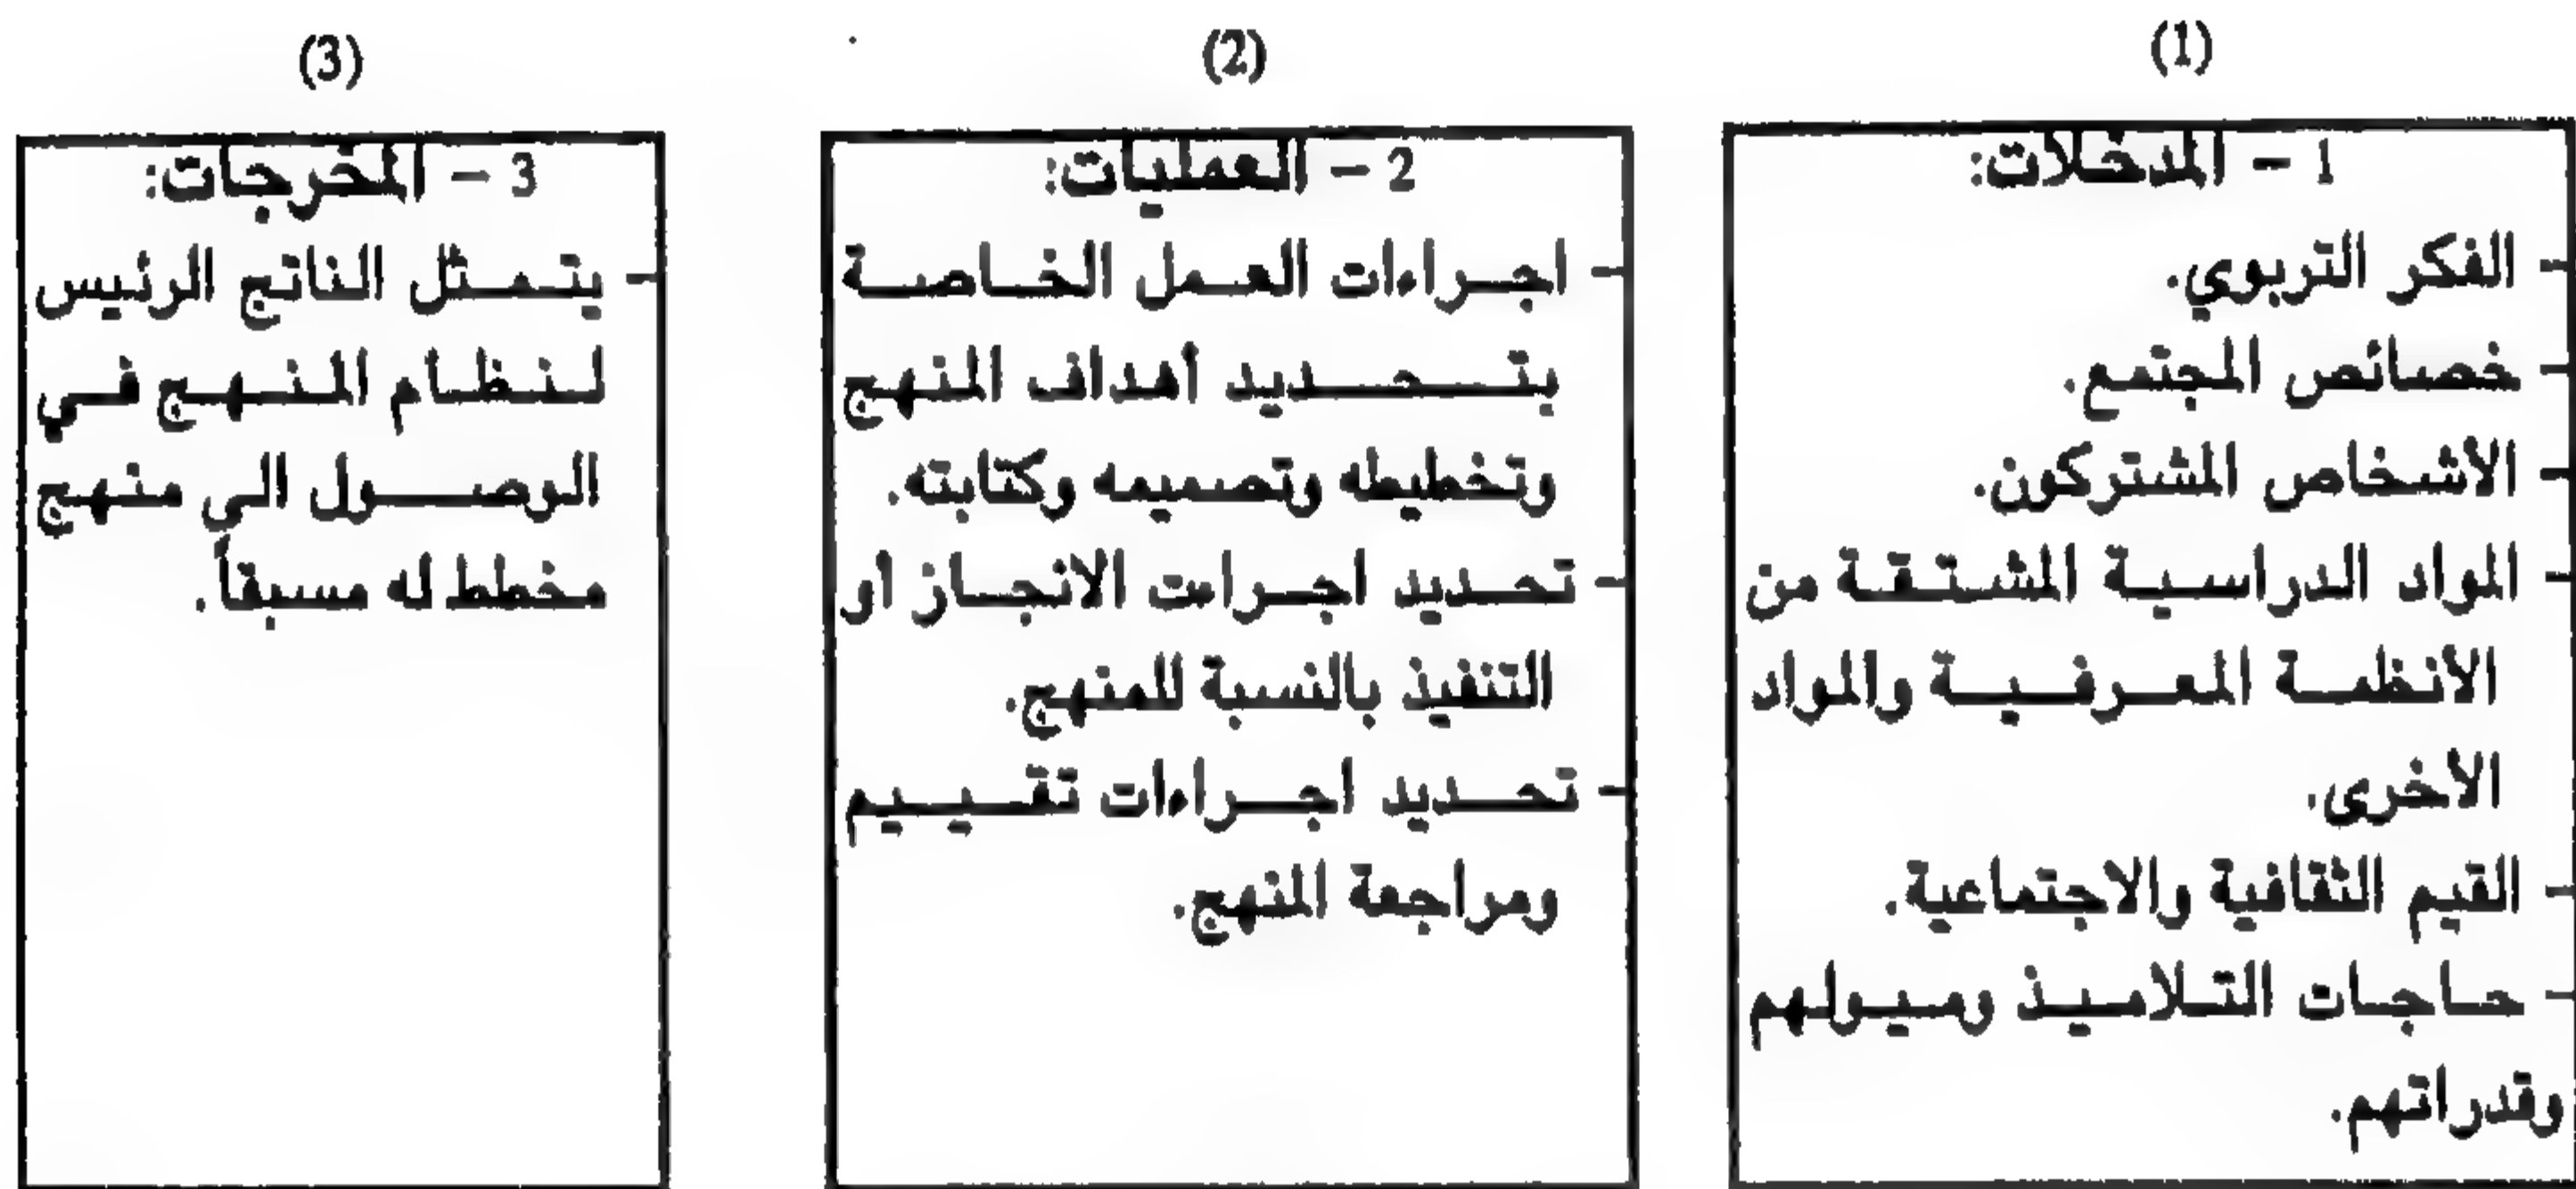 (1)
1 - المدخلات:
- الفكر التربوي.
- خصائص المجتمع.
- الأشخاص المشتركون.
- المواد الدراسية المشتقة من
الأنظمة المعرفية والمواد
الأخرى.
- القيم الثقافية والاجتماعية.
- حاجات التلاميذ وميولهم
وقدراتهم.
(2)
2 - العمليات:
- اجراءات العمل الخاصة
بتحديد أهداف المنهج
وتخطيطه وتصميمه وكتابته.
- تحديد اجراءت الانجاز أو
التنفيذ بالنسبة للمنهج.
- تحديد اجراءات تقييم
ومراجعة المنهج.
(3)
3 - المخرجات:
- يتمثل الناتج الرئيس
لنظام المنهج في
الوصول الى منهج
مخطط له مسبقاً.